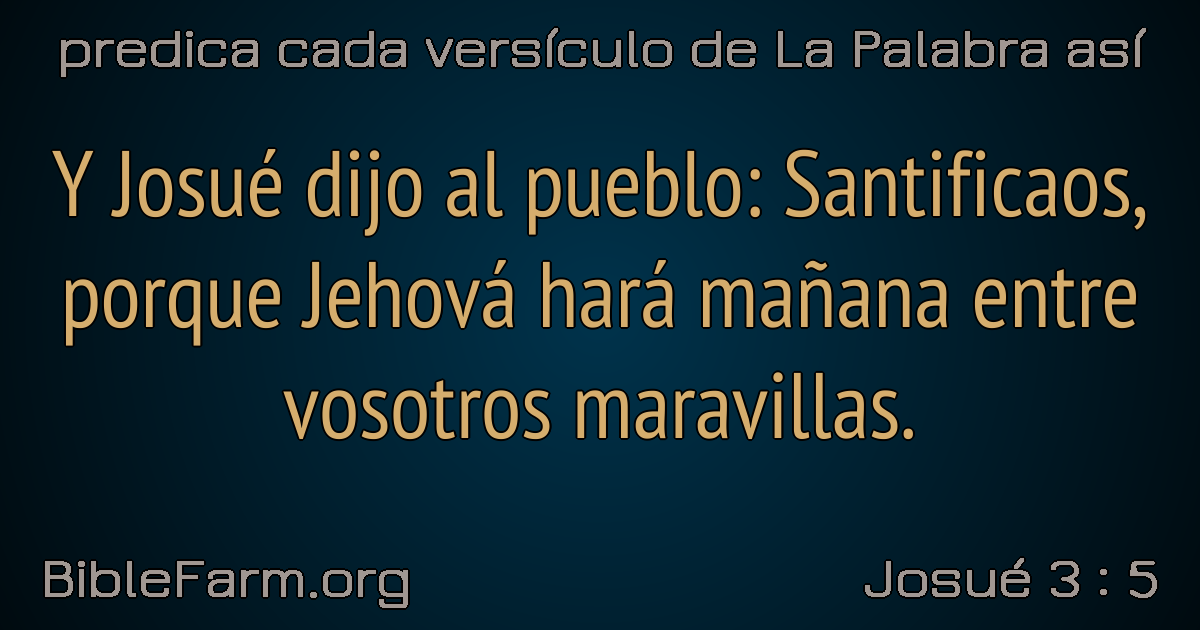 predica cada versículo de La Palabra así
Y Josué dijo al pueblo: Santificaos,
porque Jehová hará mañana entre
vosotros maravillas.
BibleFarm.org
Josué 3 : 5